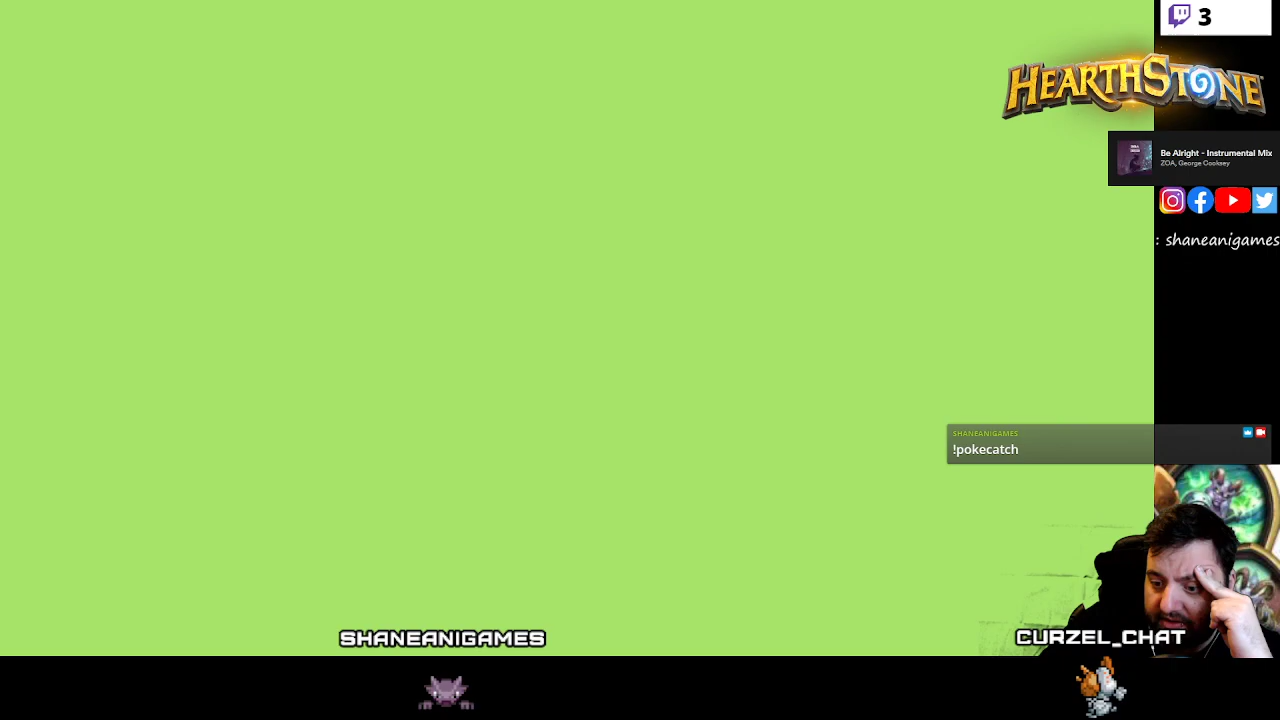 3
HEARTHSTONE
Be Alright - Instrumental Mix
ZOA, George Cooksey
: shaneanigames
SHANEANIGAMES
!pokecatch
SHANEANIGAMES
CURZEL_CHAT